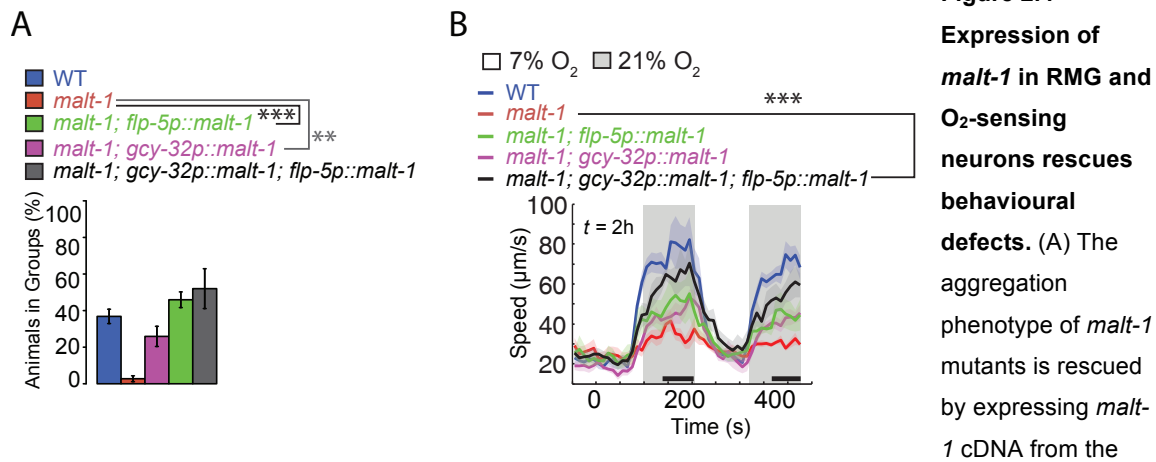 A
WT
malt-1
malt-1; flp-5p::malt-1
***
malt-1; gcy-32p::malt-1
**
malt-1; gcy-32p::malt-1; flp-5p::malt-1
Animals in Groups (%)
100
80
60
40
20
0
B
7% O₂ 21% O₂
WT
***
malt-1
malt-1; flp-5p::malt-1
malt-1; gcy-32p::malt-1
malt-1; gcy-32p::malt-1; flp-5p::malt-1
Speed (µm/s)
100
80
60
40
20
t = 2h
0 200 400
Time (s)
Expression of
malt-1 in RMG and
O₂-sensing
neurons rescues
behavioural
defects. (A) The
aggregation
phenotype of malt-1
mutants is rescued
by expressing malt-
1 cDNA from the